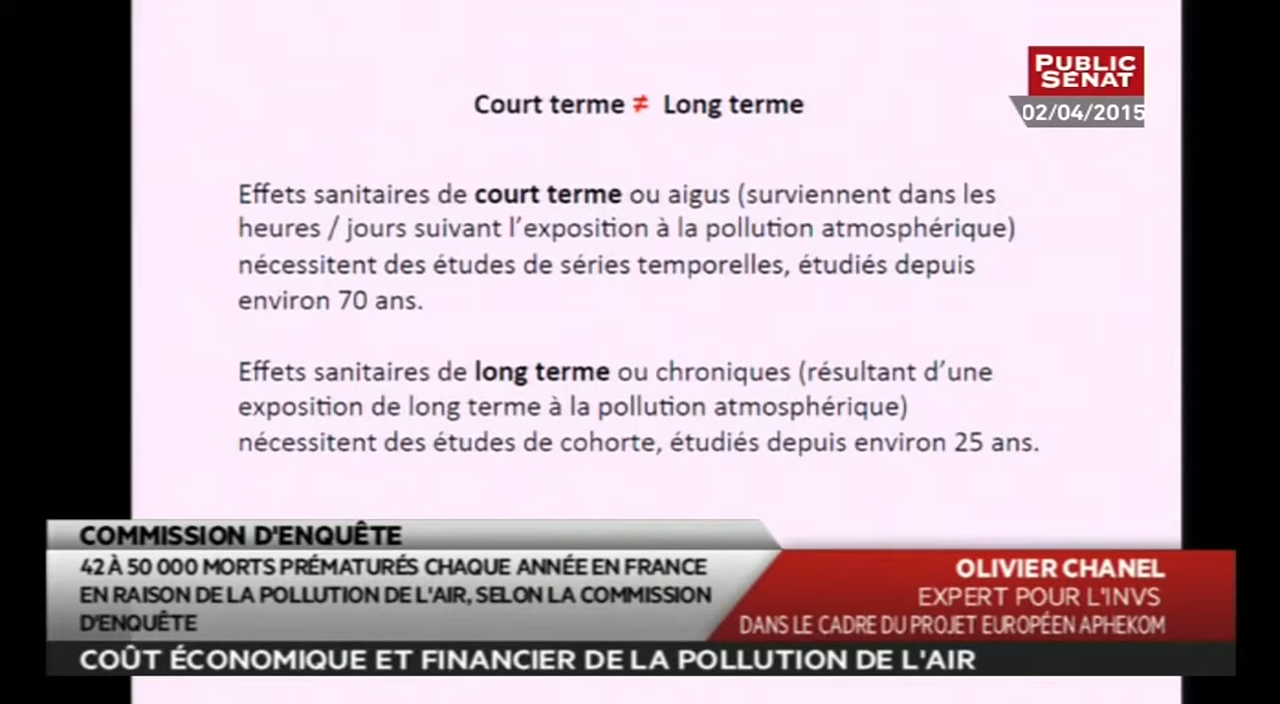 PUBLIC
SÉNAT
02/04/2015
Court terme ≠ Long terme
Effets sanitaires de court terme ou aigus (surviennent dans les
heures / jours suivant l'exposition à la pollution atmosphérique)
nécessitent des études de séries temporelles, étudiés depuis
environ 70 ans.
Effets sanitaires de long terme ou chroniques (résultant d'une
exposition de long terme à la pollution atmosphérique)
nécessitent des études de cohorte, étudiés depuis environ 25 ans.
COMMISSION D'ENQUÊTE
42 À 50 000 MORTS PRÉMATURÉS CHAQUE ANNÉE EN FRANCE
EN RAISON DE LA POLLUTION DE L'AIR, SELON LA COMMISSION
D'ENQUÊTE
OLIVIER CHANEL
EXPERT POUR L'INVS
DANS LE CADRE DU PROJET EUROPÉEN APHEKOM
COÛT ÉCONOMIQUE ET FINANCIER DE LA POLLUTION DE L'AIR